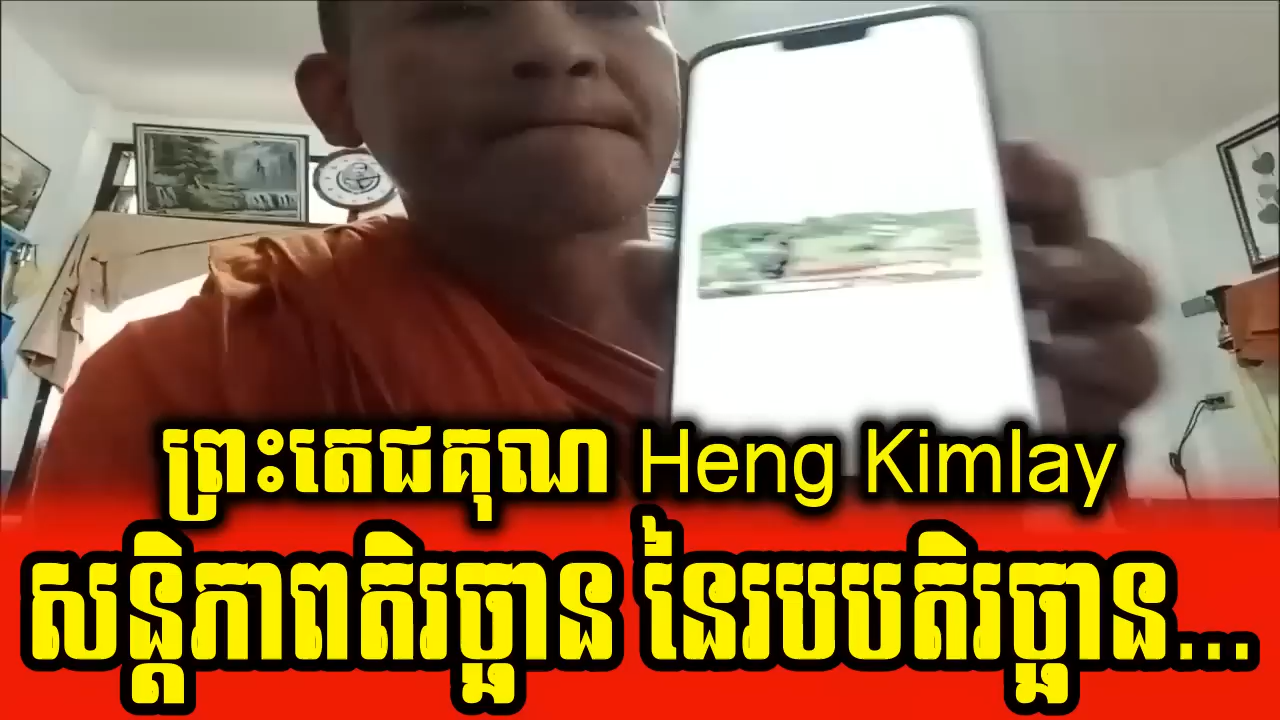 ព្រះតេជគុណ Heng Kimlay
សន្តិភាពតិរច្ឆាន នៃរបបតិរច្ឆាន...